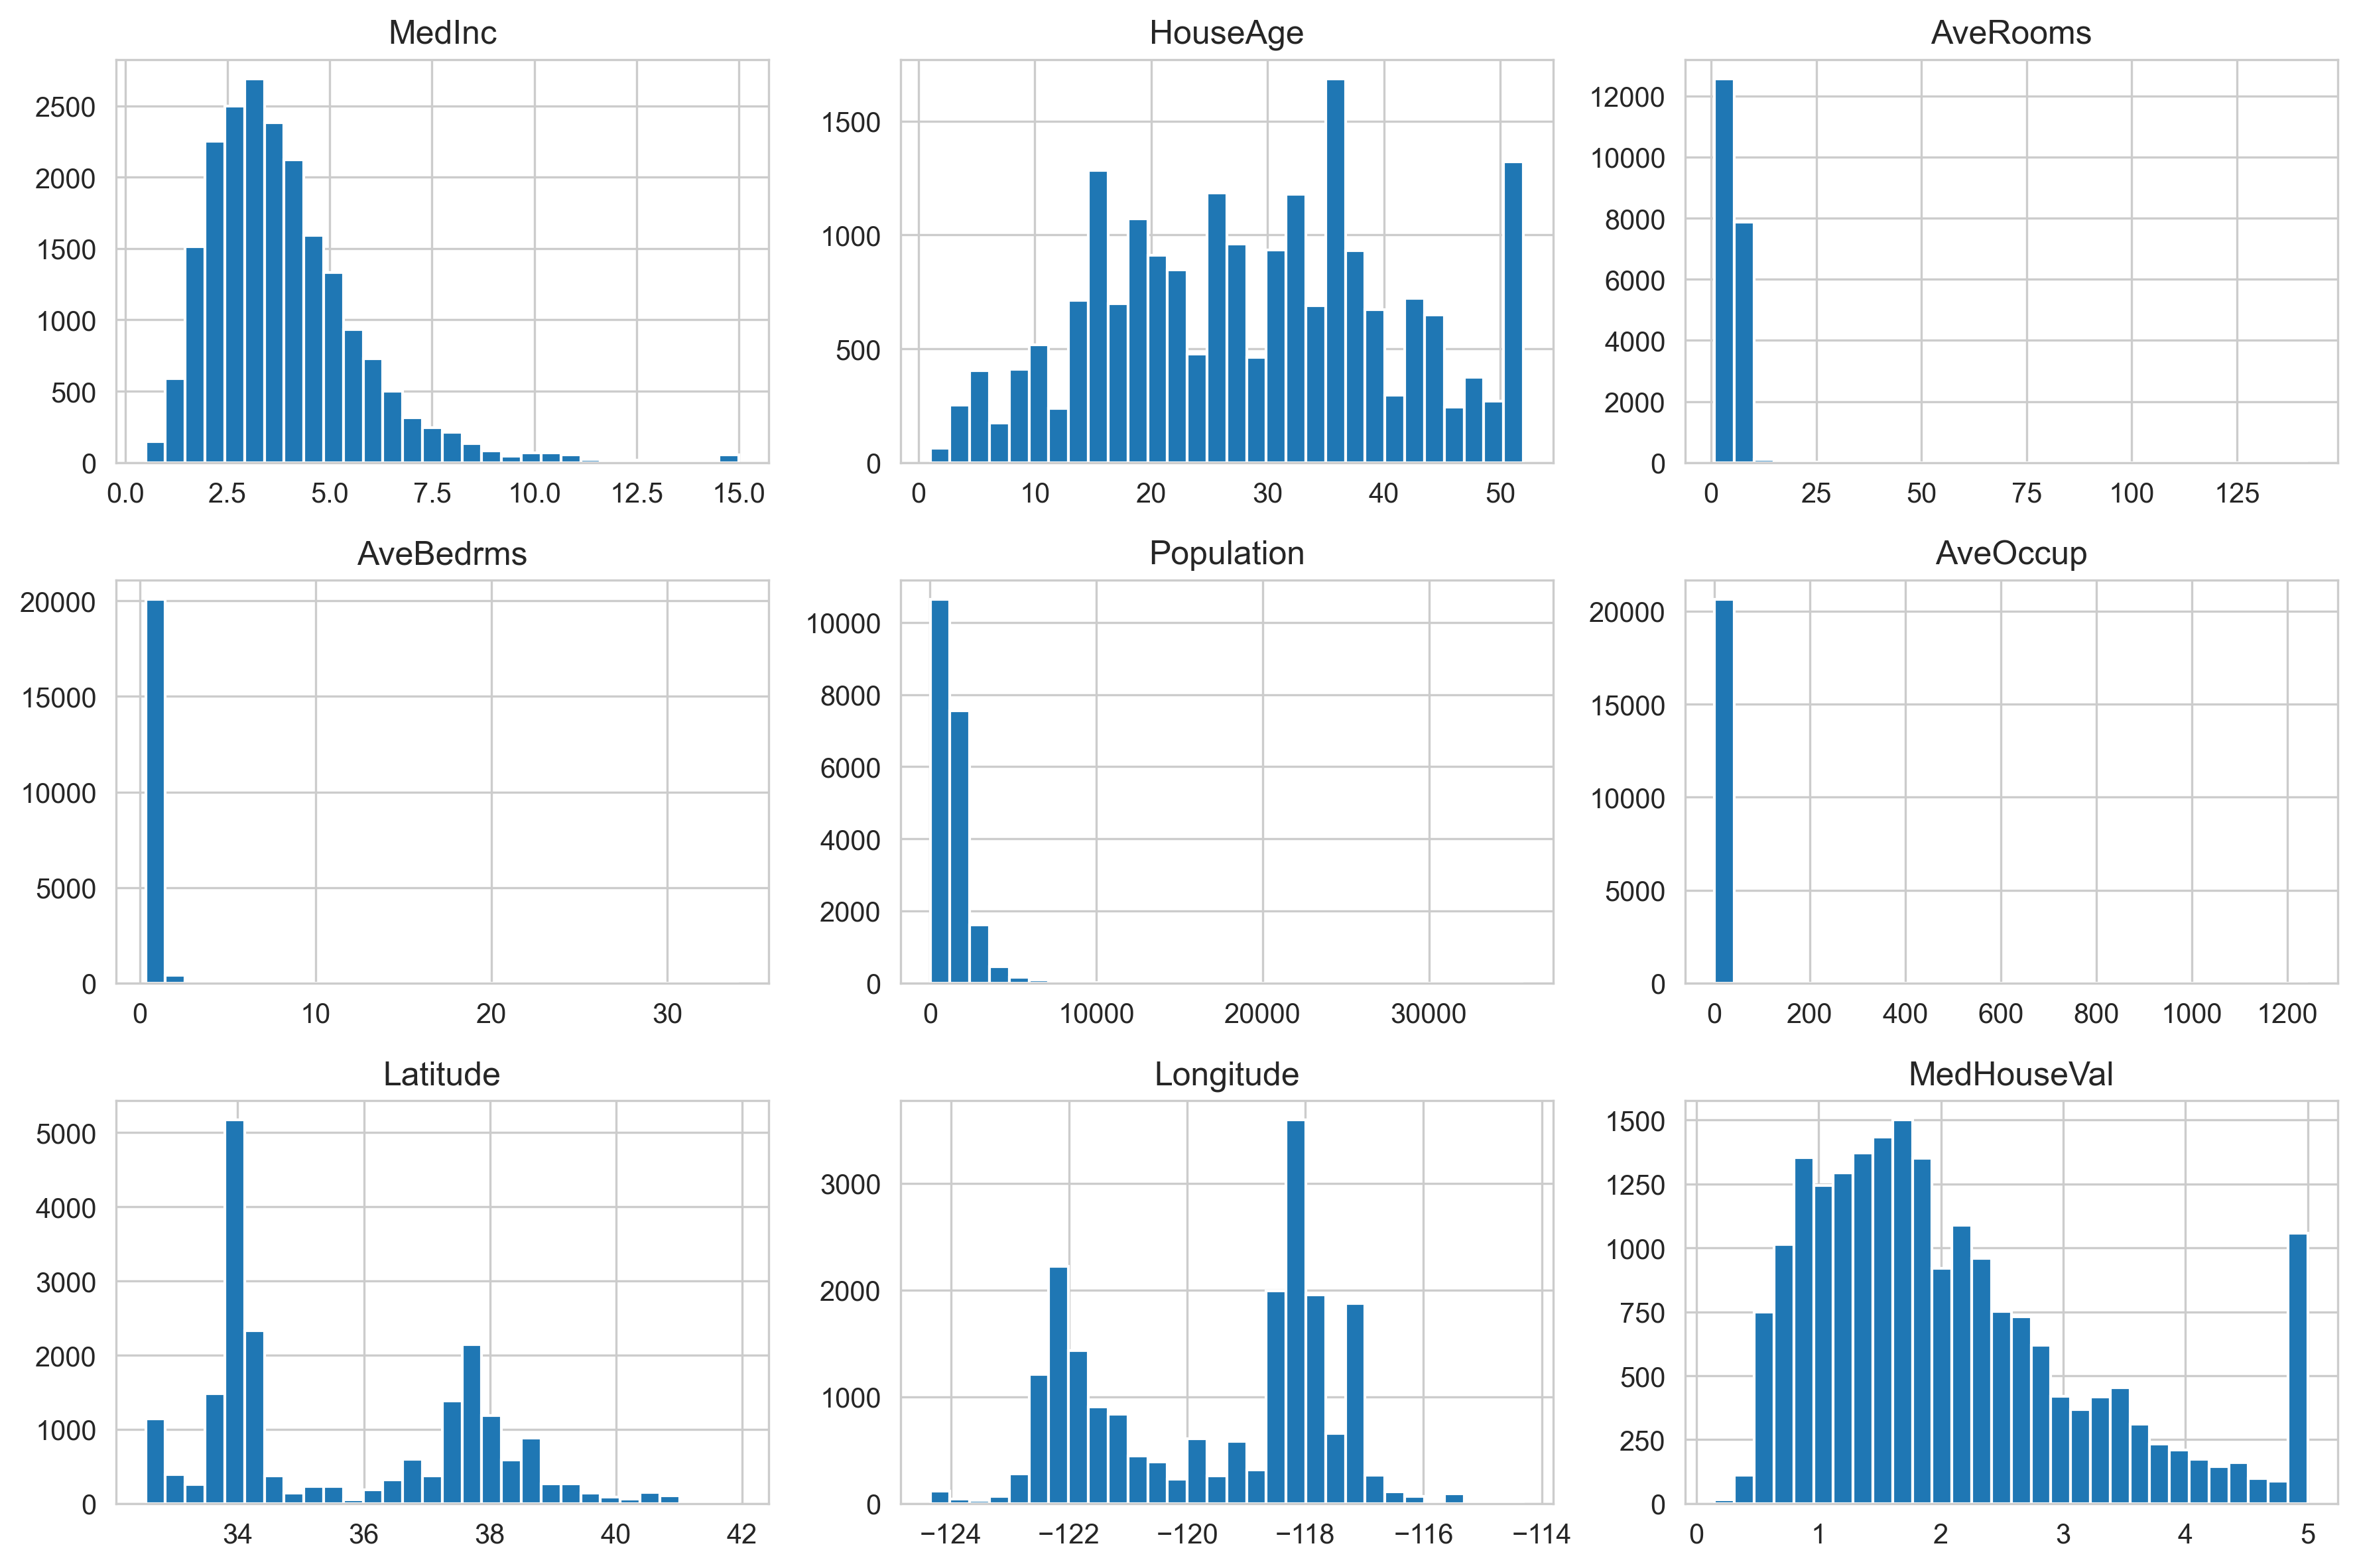 MedInc
HouseAge
AveRooms
2500
2000
1500
1000
500
0
0.0 2.5 5.0 7.5 10.0 12.5 15.0
1500
1000
500
0
0 10 20 30 40 50
12000
10000
8000
6000
4000
2000
0
0 25 50 75 100 125
AveBedrms
Population
AveOccup
20000
15000
10000
5000
0
0 10 20 30
10000
8000
6000
4000
2000
0
0 10000 20000 30000
20000
15000
10000
5000
0
0 200 400 600 800 1000 1200
Latitude
Longitude
MedHouseVal
5000
4000
3000
2000
1000
0
34 36 38 40 42
3000
2000
1000
0
−124 −122 −120 −118 −116 −114
1500
1250
1000
750
500
250
0
0 1 2 3 4 5